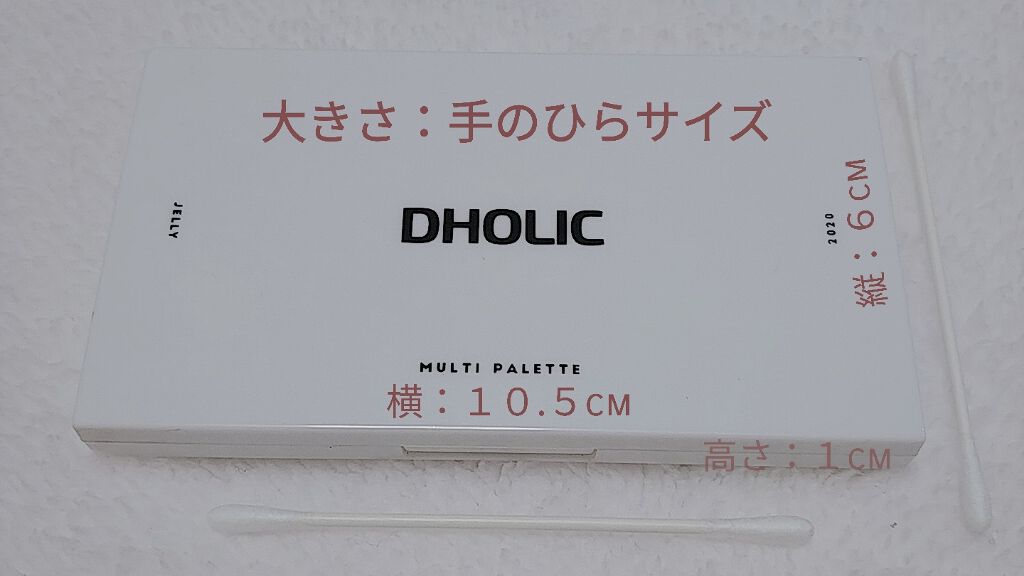 大きさ：手のひらサイズ
JELLY
DHOLIC
2020
縦：６CM
MULTI PALETTE
横：１０.５CM
高さ：１CM